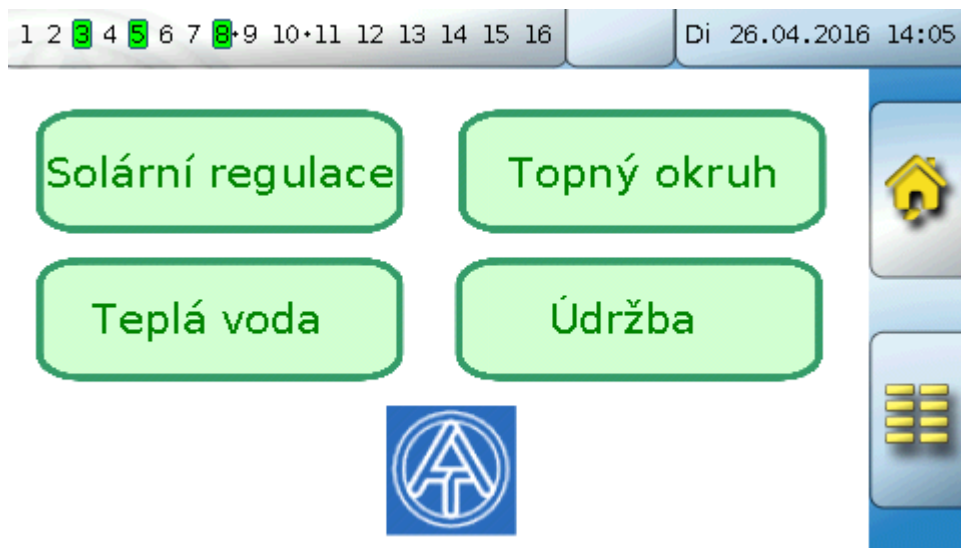 1 2 3 4 5 6 7 8•9 10•11 12 13 14 15 16 Di 26.04.2016 14:05
Solární regulace Topný okruh
Teplá voda Údržba
TA